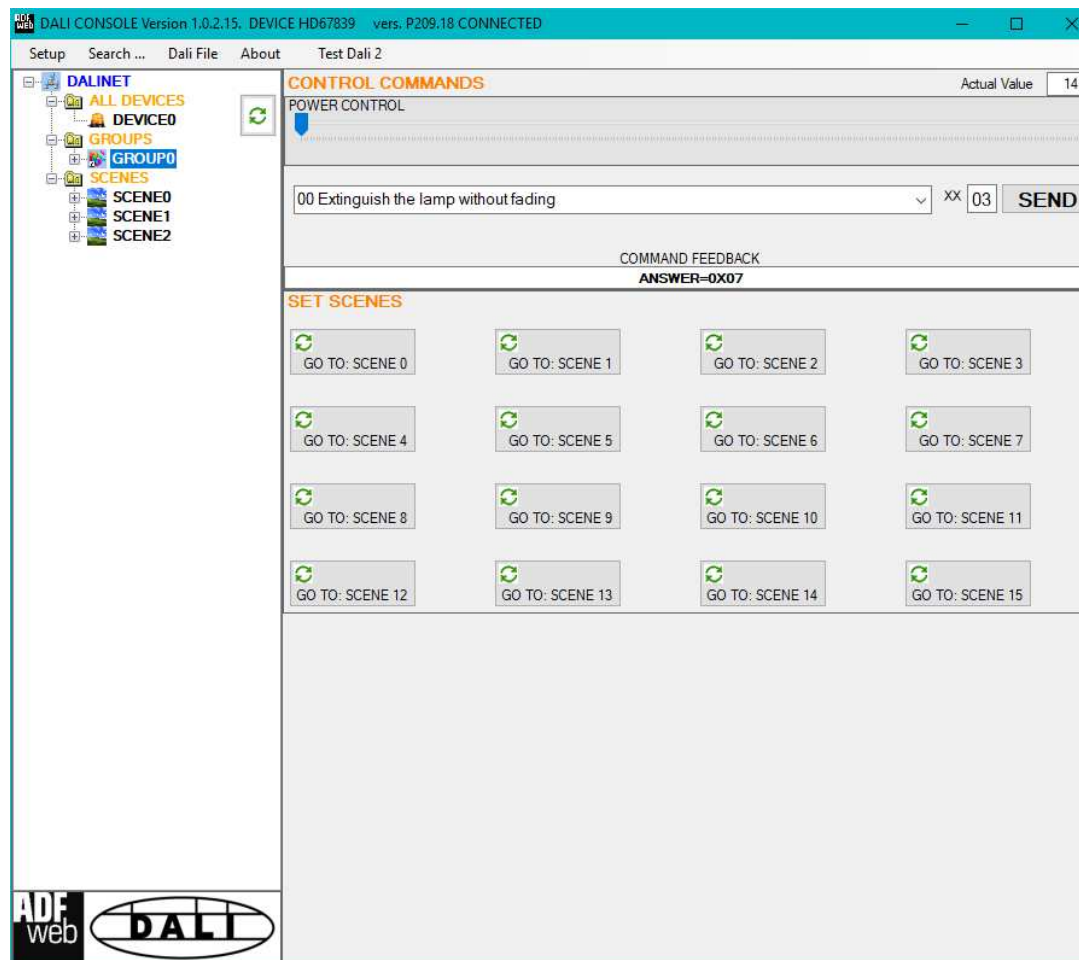 DALI CONSOLE Version 1.0.2.15. DEVICE HD67839 vers. P209.18 CONNECTED
Setup Search ... Dali File About Test Dali 2
DALINET
ALL DEVICES
DEVICE0
GROUPS
GROUP0
SCENES
SCENE0
SCENE1
SCENE2
CONTROL COMMANDS
Actual Value 14
POWER CONTROL
00 Extinguish the lamp without fading
XX 03 SEND
COMMAND FEEDBACK
ANSWER=0X07
SET SCENES
GO TO: SCENE 0 GO TO: SCENE 1 GO TO: SCENE 2 GO TO: SCENE 3
GO TO: SCENE 4 GO TO: SCENE 5 GO TO: SCENE 6 GO TO: SCENE 7
GO TO: SCENE 8 GO TO: SCENE 9 GO TO: SCENE 10 GO TO: SCENE 11
GO TO: SCENE 12 GO TO: SCENE 13 GO TO: SCENE 14 GO TO: SCENE 15
ADF
web
DALI